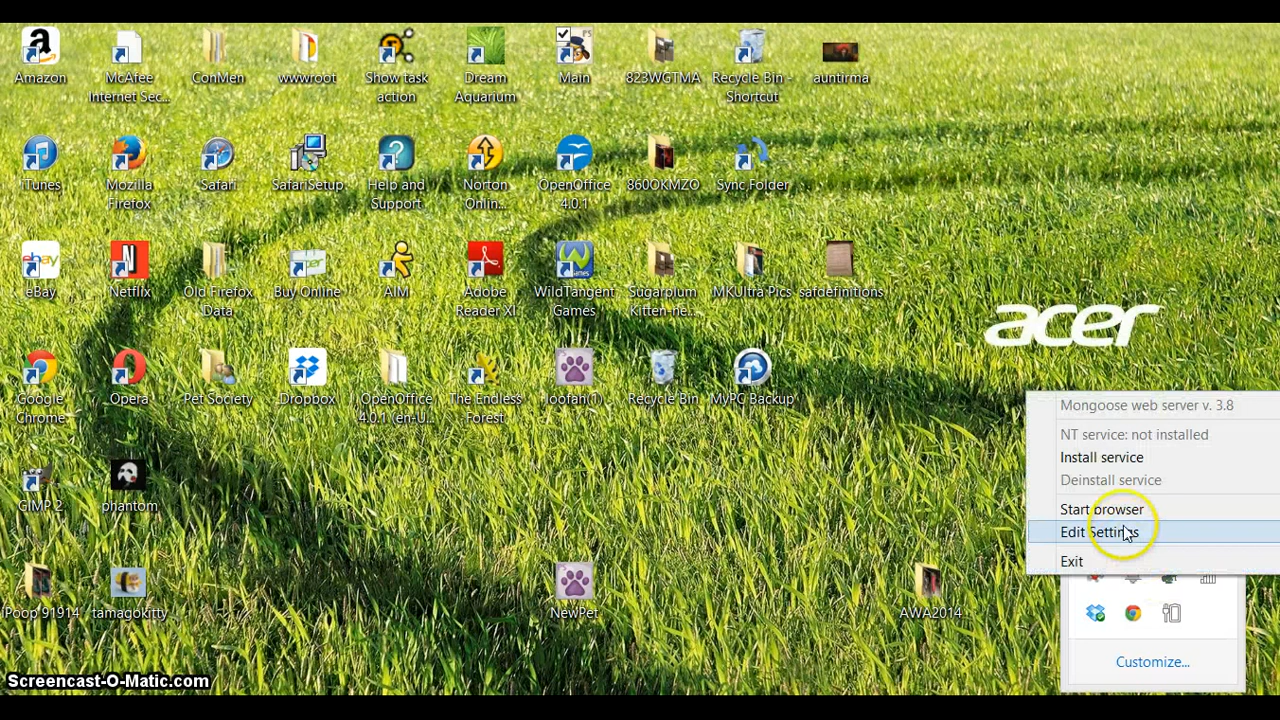 Amazon
McAfee
Internet Sec...
ConMen
wwwroot
Show task
action
Dream
Aquarium
Main
823WGTMA
Recycle Bin -
Shortcut
auntirma
iTunes
Mozilla
Firefox
Safari
SafariSetup
Help and
Support
Norton
Onlin...
OpenOffice
4.0.1
860OKMZO
Sync Folder
eBay
Netflix
Old Firefox
Data
Buy Online
AIM
Adobe
Reader XI
WildTangent
Games
Sugarplum
Kitten-ne...
MKUltra Pics
safdefinitions
acer
Google
Chrome
Opera
Pet Society
Dropbox
OpenOffice
4.0.1 (en-U...
The Endless
Forest
loofah(1)
Recycle Bin
MyPC Backup
Mongoose web server v. 3.8
NT service: not installed
Install service
Deinstall service
Start browser
Edit Settings
Exit
GIMP 2
phantom
iPoop 91914
tamagokitty
NewPet
AWA2014
Customize...
Screencast-O-Matic.com